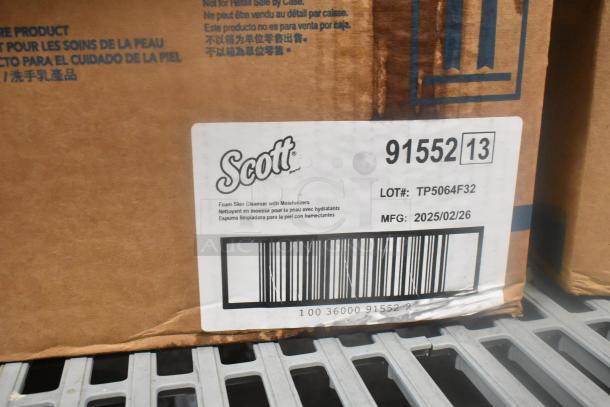 Not for Retail Sale by Case.
Ne peut être vendu au détail par caisse.
Este producto no es para venta por caja.
不以箱为单位零售出售。
不以箱為單位零售。
RE PRODUCT
T POUR LES SOINS DE LA PEAU
CTO PARA EL CUIDADO DE LA PIEL
/ 洗手乳產品
Scott
91552 13
LOT#: TP5064F32
MFG: 2025/02/26
Foam Skin Cleanser with Moisturizers
Nettoyant en mousse pour la peau avec hydratants
Espuma limpiadora para la piel con humectantes
1 00 36000 91552